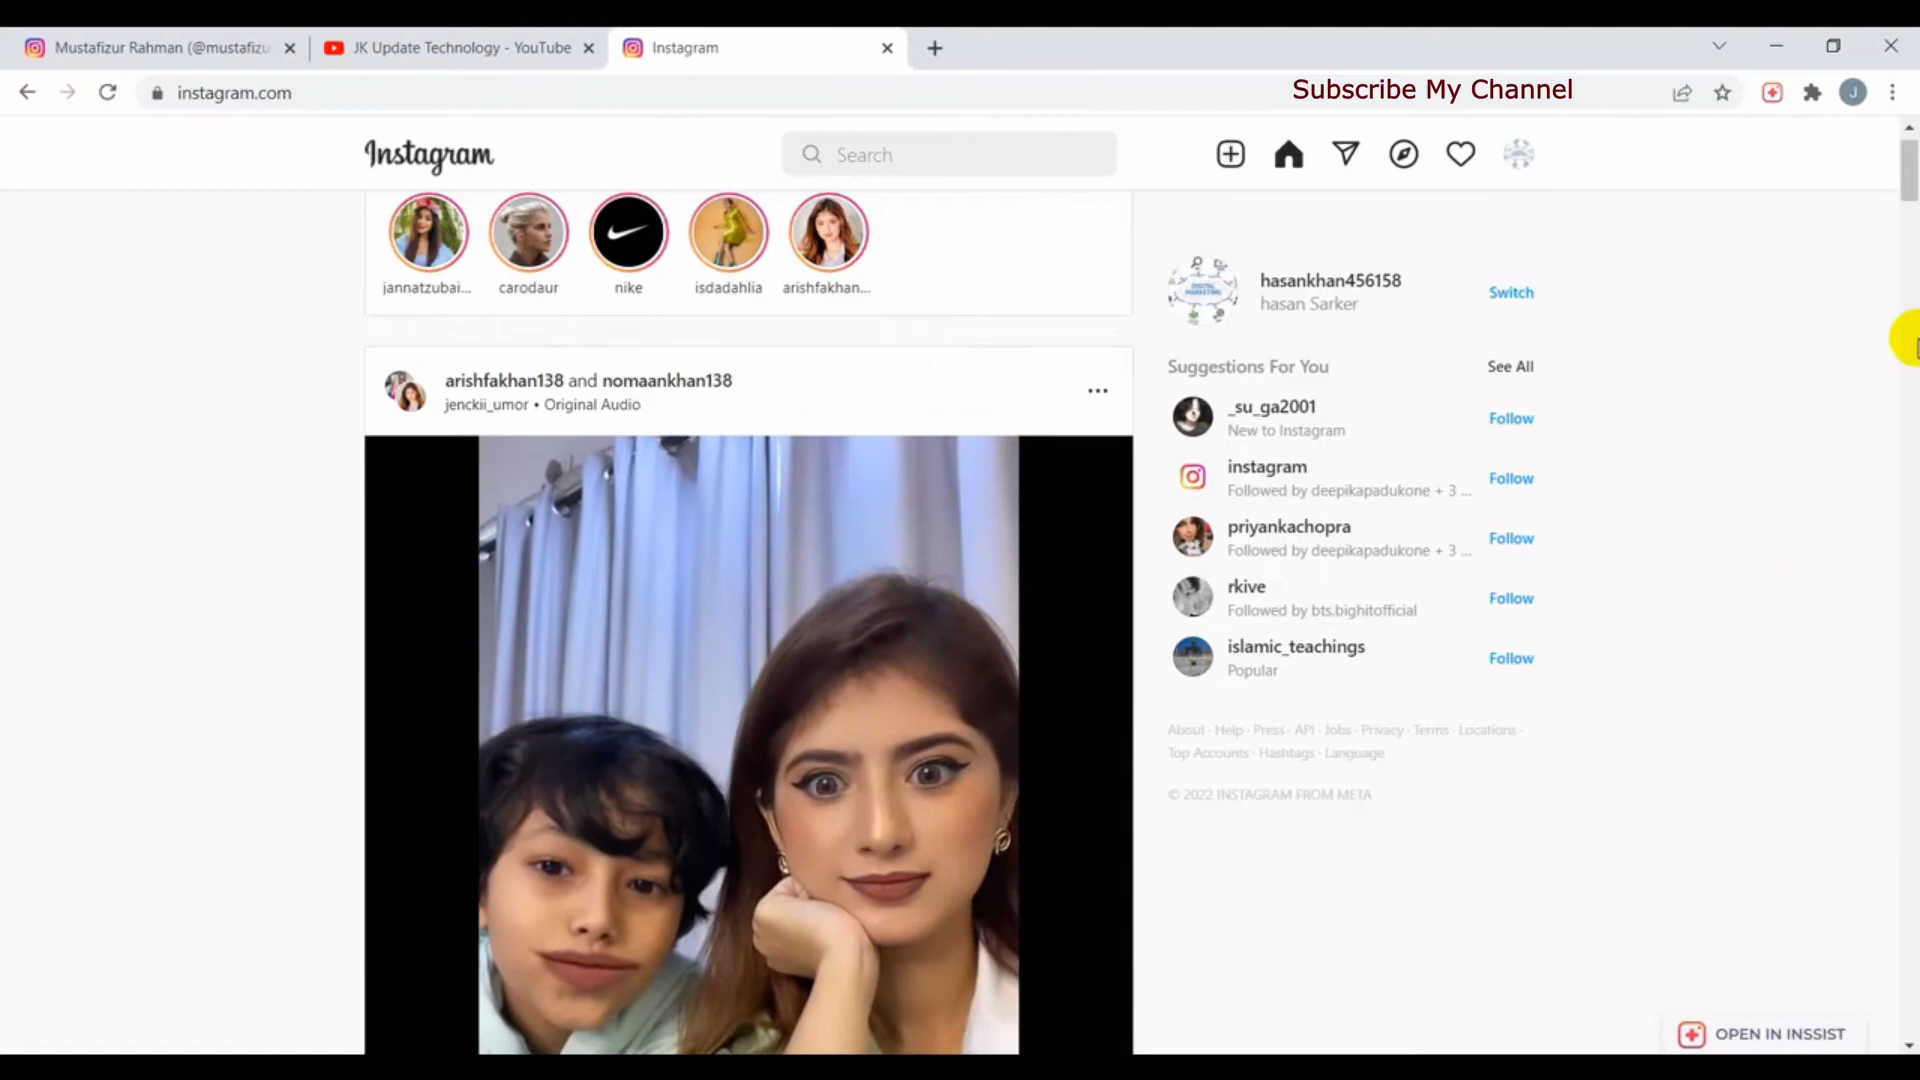 Mustafizur Rahman (@mustafizu
JK Update Technology - YouTube
Instagram
instagram.com
Subscribe My Channel
J
Instagram
Search
jannatzubai...
carodaur
nike
isdadahlia
arishfakhan...
hasankhan456158
hasan Sarker
Switch
DIGITAL
MARKETING
arishfakhan138 and nomaankhan138
jenckii_umor • Original Audio
Suggestions For You
See All
_su_ga2001
New to Instagram
Follow
instagram
Followed by deepikapadukone + 3 ...
Follow
priyankachopra
Followed by deepikapadukone + 3 ...
Follow
rkive
Followed by bts.bighitofficial
Follow
islamic_teachings
Popular
Follow
About · Help · Press · API · Jobs · Privacy · Terms · Locations ·
Top Accounts · Hashtags · Language
© 2022 INSTAGRAM FROM META
OPEN IN INSSIST